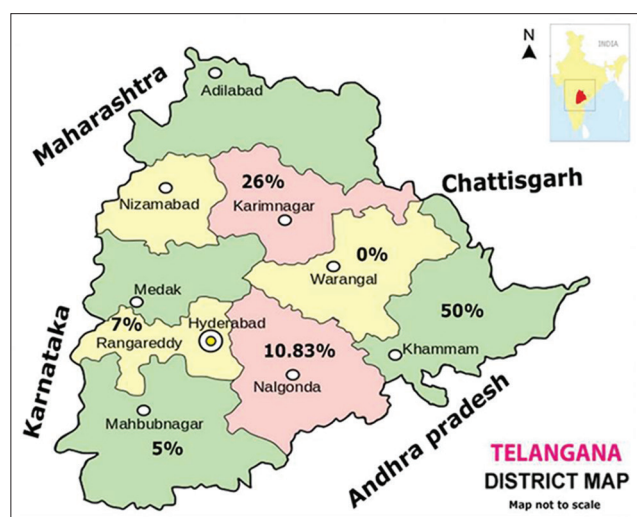 N
INDIA
Maharashtra
Adilabad
26%
Karimnagar
Nizamabad
Chattisgarh
0%
Warangal
Medak
50%
Khammam
7%
Rangareddy
Hyderabad
10.83%
Nalgonda
Karnataka
Mahbubnagar
5%
Andhra pradesh
TELANGANA
DISTRICT MAP
Map not to scale